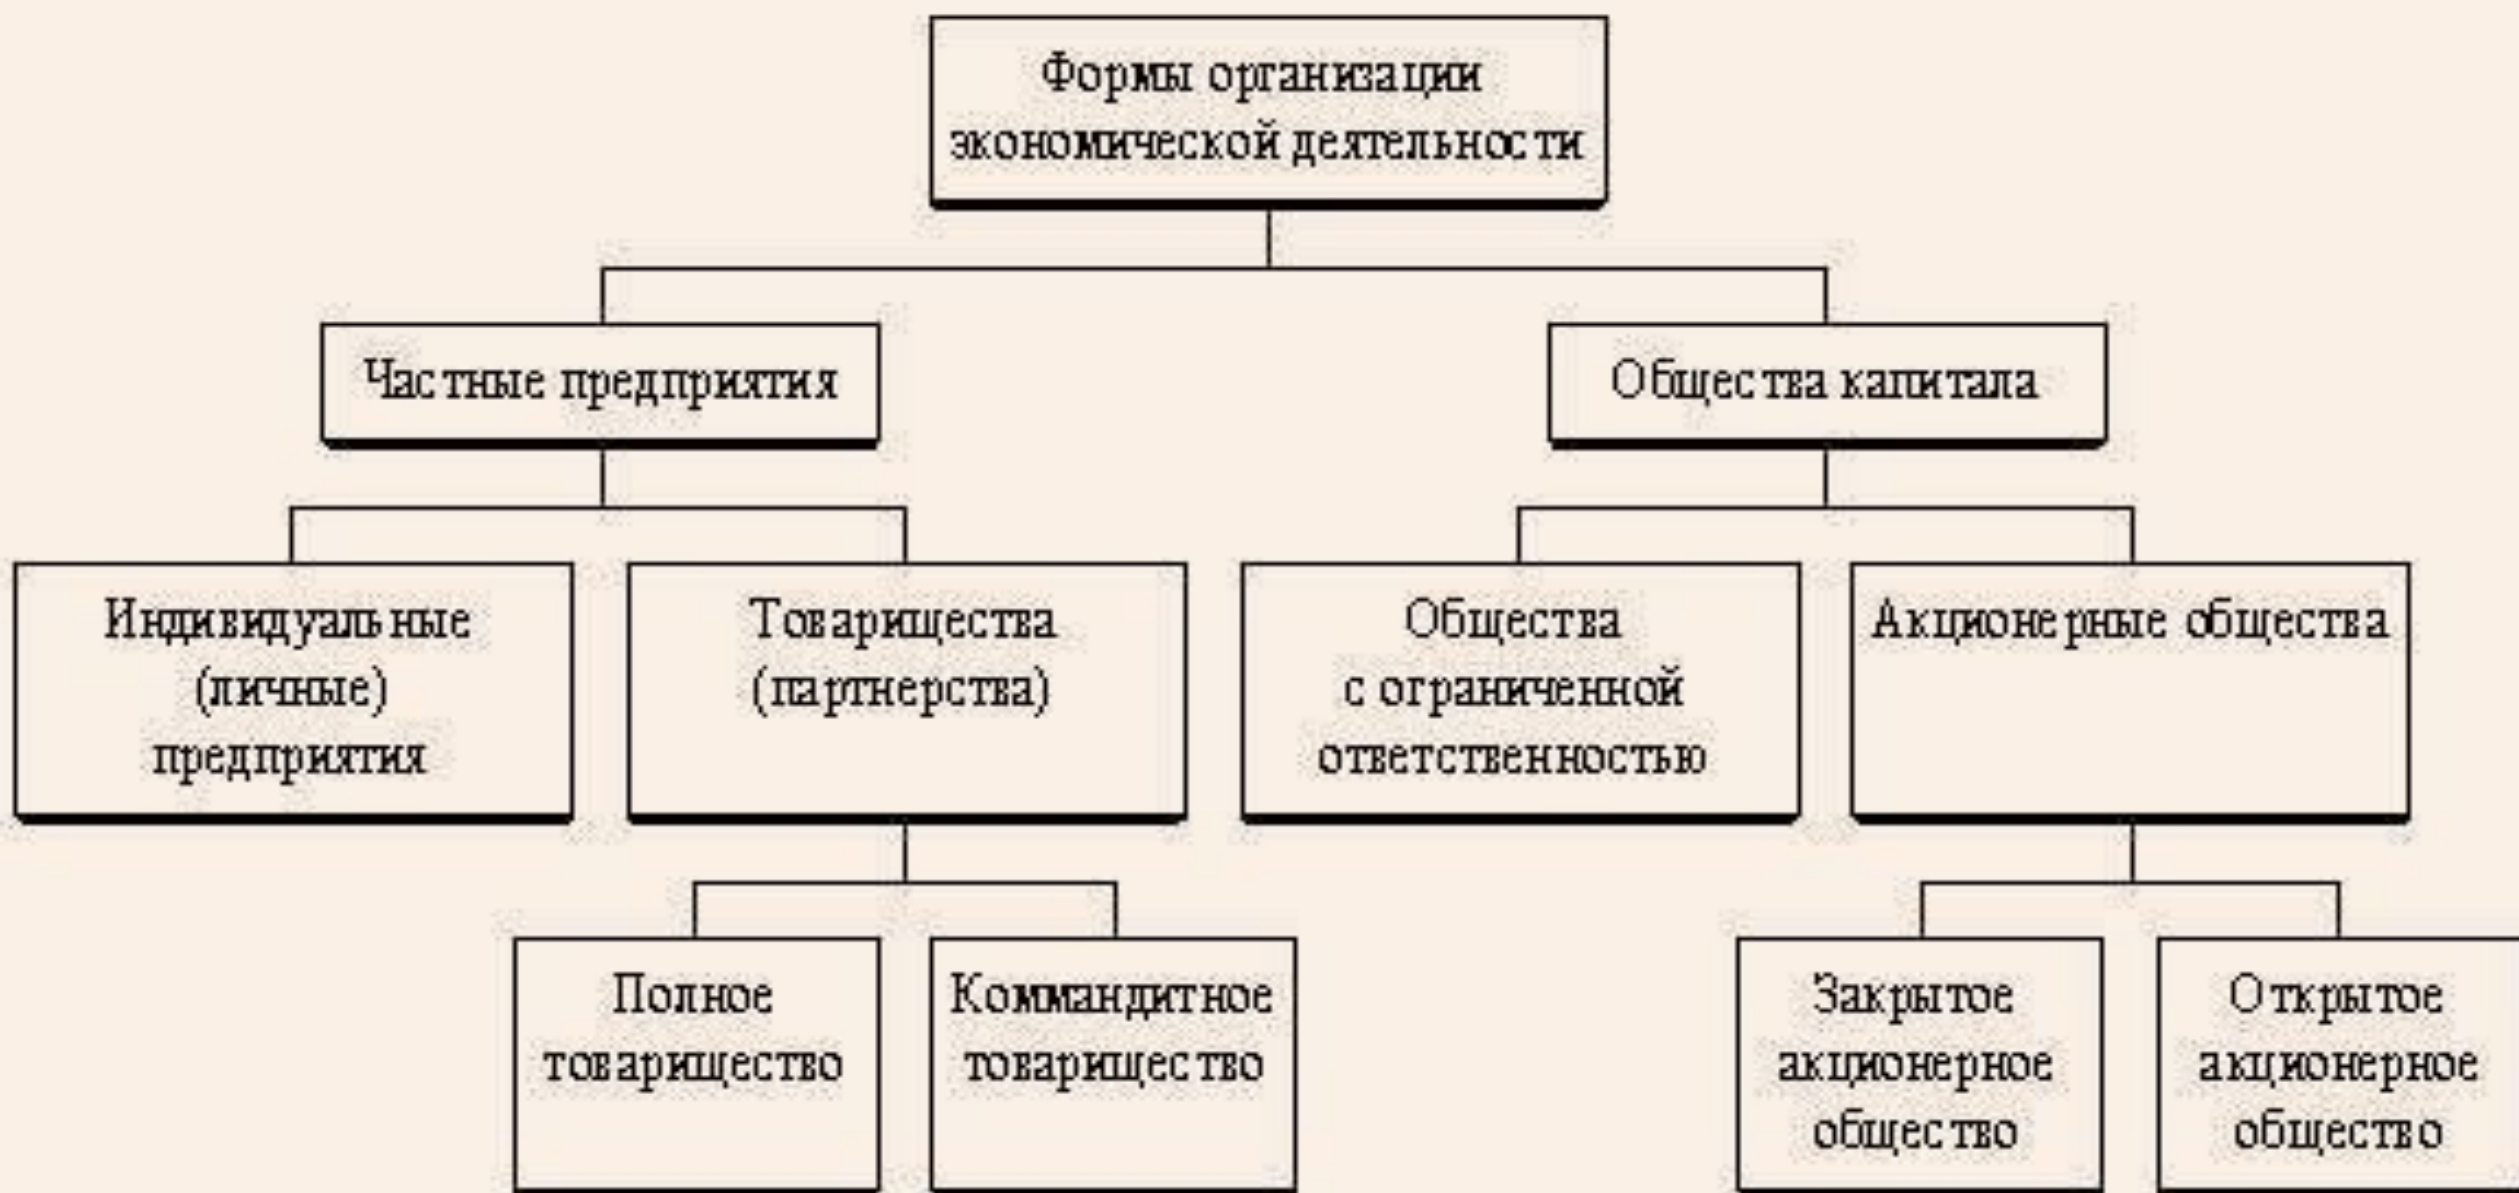 Формы организации
экономической деятельности
Частные предприятия
Общества капитала
Индивидуальные
(личные)
предприятия
Товарищества
(партнерства)
Общества
с ограниченной
ответственностью
Акционерные общества
Полное
товарищество
Коммандитное
товарищество
Закрытое
акционерное
общество
Открытое
акционерное
общество